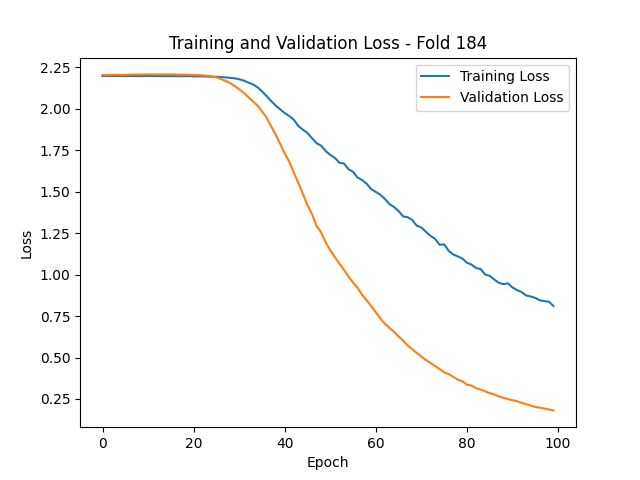 Training and Validation Loss - Fold 184
Training Loss
Validation Loss
Loss
2.25
2.00
1.75
1.50
1.25
1.00
0.75
0.50
0.25
0 20 40 60 80 100
Epoch